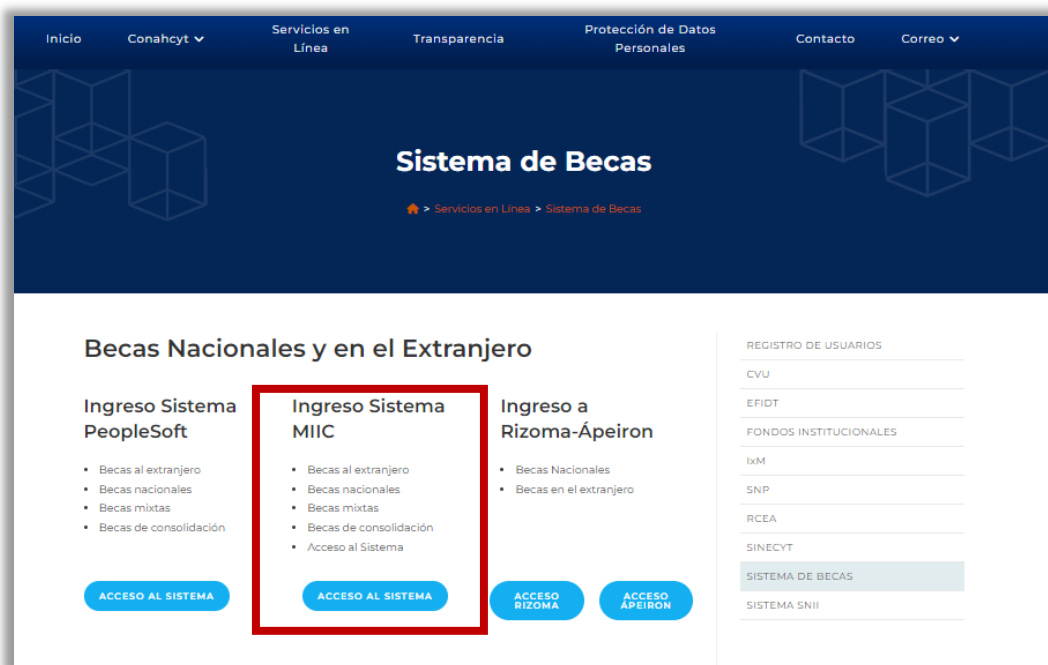 Inicio
Conahcyt
Servicios en
Línea
Transparencia
Protección de Datos
Personales
Contacto
Correo
Sistema de Becas
> Servicios en Línea > Sistema de Becas
Becas Nacionales y en el Extranjero
Ingreso Sistema
PeopleSoft
Becas al extranjero
Becas nacionales
Becas mixtas
Becas de consolidación
ACCESO AL SISTEMA
Ingreso Sistema
MIIC
Becas al extranjero
Becas nacionales
Becas mixtas
Becas de consolidación
Acceso al Sistema
ACCESO AL SISTEMA
Ingreso a
Rizoma-Ápeiron
Becas Nacionales
Becas en el extranjero
ACCESO
RIZOMA
ACCESO
ÁPEIRON
REGISTRO DE USUARIOS
CVU
EFIDT
FONDOS INSTITUCIONALES
IxM
SNP
RCEA
SINECYT
SISTEMA DE BECAS
SISTEMA SNII